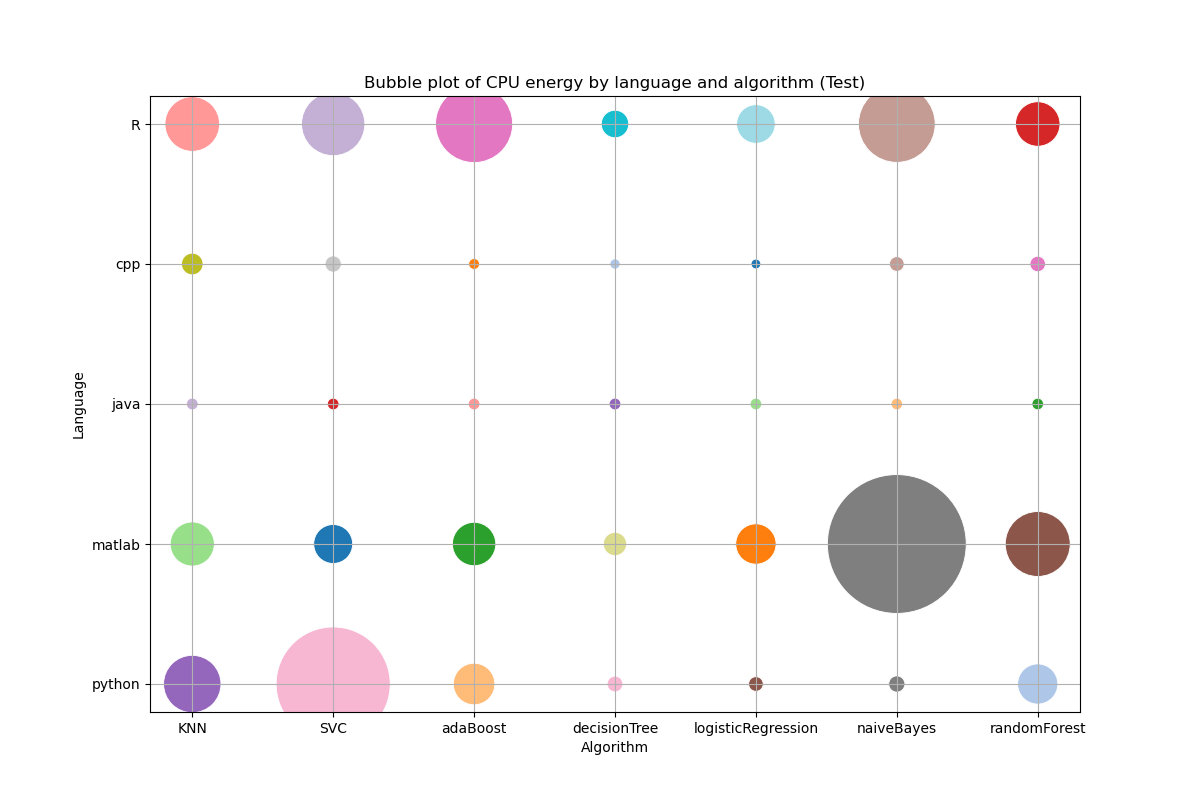 Bubble plot of CPU energy by language and algorithm (Test)
R
cpp
java
matlab
python
Language
KNN SVC adaBoost decisionTree logisticRegression naiveBayes randomForest
Algorithm